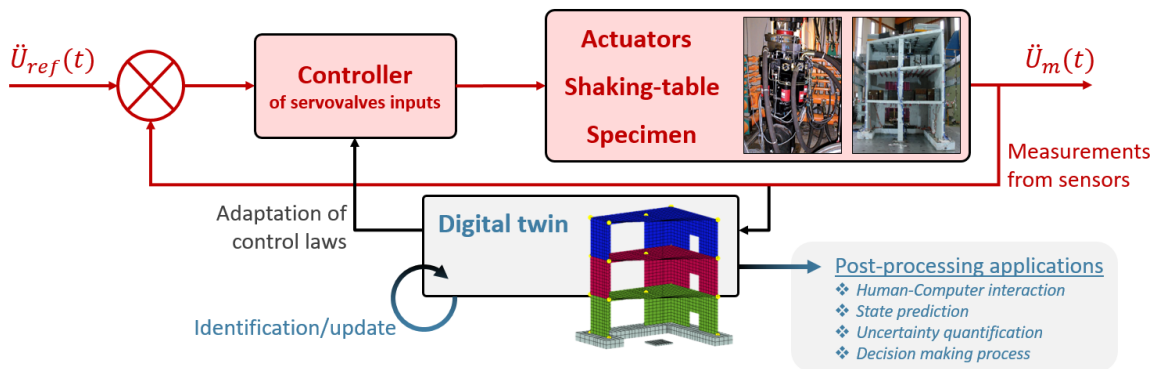 Ü_ref(t)
Controller
of servovalves inputs
Actuators
Shaking-table
Specimen
Ü_m(t)
Measurements
from sensors
Adaptation of
control laws
Digital twin
Identification/update
Post-processing applications
❖ Human-Computer interaction
❖ State prediction
❖ Uncertainty quantification
❖ Decision making process